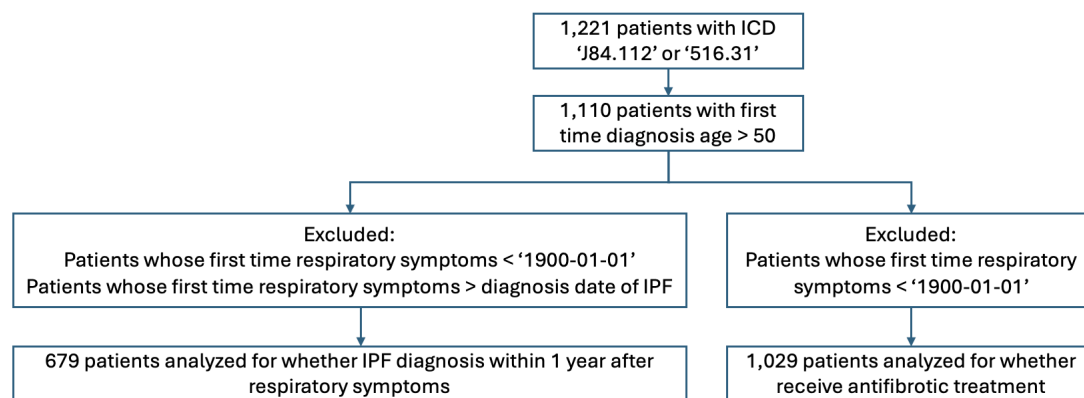 1,221 patients with ICD
‘J84.112’ or ‘516.31’
1,110 patients with first
time diagnosis age > 50
Excluded:
Patients whose first time respiratory symptoms < ‘1900-01-01’
Patients whose first time respiratory symptoms > diagnosis date of IPF
Excluded:
Patients whose first time respiratory
symptoms < ‘1900-01-01’
679 patients analyzed for whether IPF diagnosis within 1 year after
respiratory symptoms
1,029 patients analyzed for whether
receive antifibrotic treatment